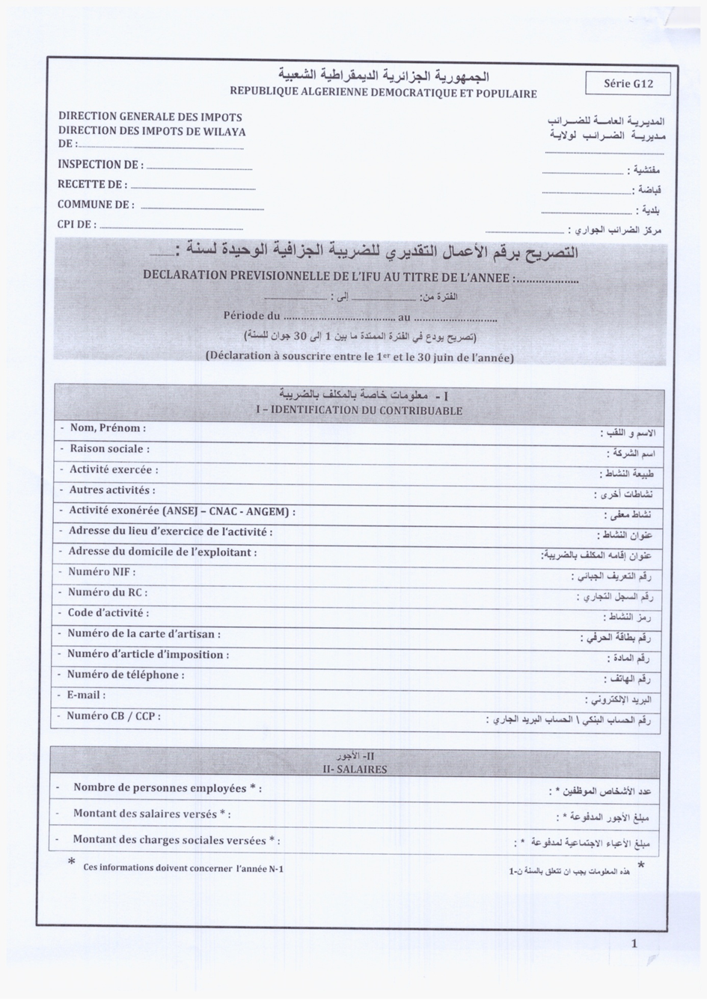 الجمهورية الجزائرية الديمقراطية الشعبية
REPUBLIQUE ALGERIENNE DEMOCRATIQUE ET POPULAIRE
Série G12
DIRECTION GENERALE DES IMPOTS
المديرية العامـــة للضـــرائب
DIRECTION DES IMPOTS DE WILAYA
مديريـــة الضـرائب لولايـة
DE :
INSPECTION DE :
مفتشية :
RECETTE DE :
قباضة :
COMMUNE DE :
بلدية :
CPI DE :
مركز الضرائب الجواري :
التصريح برقم الأعمال التقديري للضريبة الجزافية الوحيدة لسنة :
DECLARATION PREVISIONNELLE DE L'IFU AU TITRE DE L'ANNEE :
الفترة من: إلى :
Période du au
(تصريح يودع في الفترة الممتدة ما بين 1 إلى 30 جوان للسنة)
(Déclaration à souscrire entre le 1er et le 30 juin de l'année)
I - معلومات خاصة بالمكلف بالضريبة
I – IDENTIFICATION DU CONTRIBUABLE
- Nom, Prénom :
الاسم و اللقب :
- Raison sociale :
اسم الشركة :
- Activité exercée :
طبيعة النشاط :
- Autres activités :
نشاطات أخرى :
- Activité exonérée (ANSEJ – CNAC - ANGEM) :
نشاط معفى :
- Adresse du lieu d'exercice de l'activité :
عنوان النشاط :
- Adresse du domicile de l'exploitant :
عنوان إقامه المكلف بالضريبة:
- Numéro NIF :
رقم التعريف الجبائي :
- Numéro du RC :
رقم السجل التجاري :
- Code d'activité :
رمز النشاط :
- Numéro de la carte d'artisan :
رقم بطاقة الحرفي :
- Numéro d'article d'imposition :
رقم المادة :
- Numéro de téléphone :
رقم الهاتف :
- E-mail :
البريد الإلكتروني :
- Numéro CB / CCP :
رقم الحساب البنكي \ الحساب البريد الجاري :
II- الأجور
II- SALAIRES
- Nombre de personnes employées * :
عدد الأشخاص الموظفين * :
- Montant des salaires versés * :
مبلغ الأجور المدفوعة * :
- Montant des charges sociales versées * :
مبلغ الأعباء الاجتماعية لمدفوعة * :
* Ces informations doivent concerner l'année N-1
* هذه المعلومات يجب ان تتعلق بالسنة ن-1
1